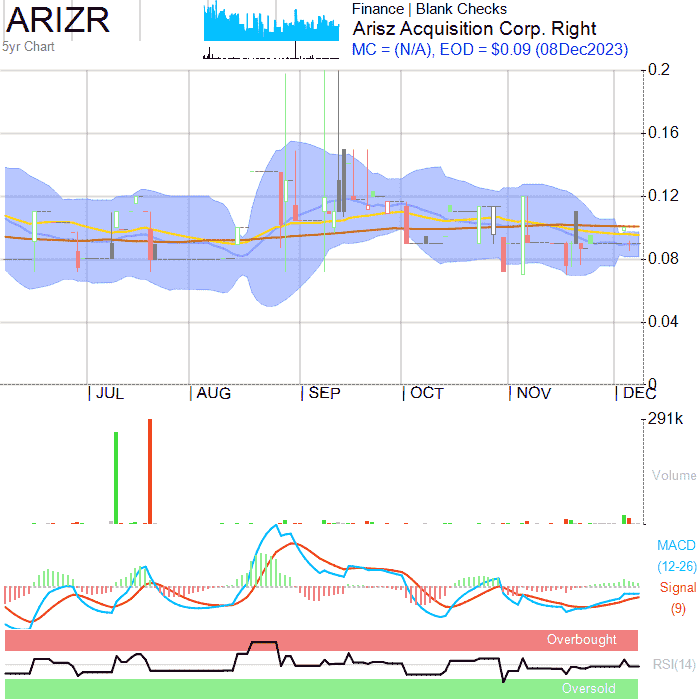 ARIZR
5yr Chart
Finance | Blank Checks
Arisz Acquisition Corp. Right
MC = (N/A), EOD = $0.09 (08Dec2023)
0.2
0.16
0.12
0.08
0.04
0
JUL AUG SEP OCT NOV DEC
291k
Volume
MACD
(12-26)
Signal
(9)
Overbought
RSI(14)
Oversold